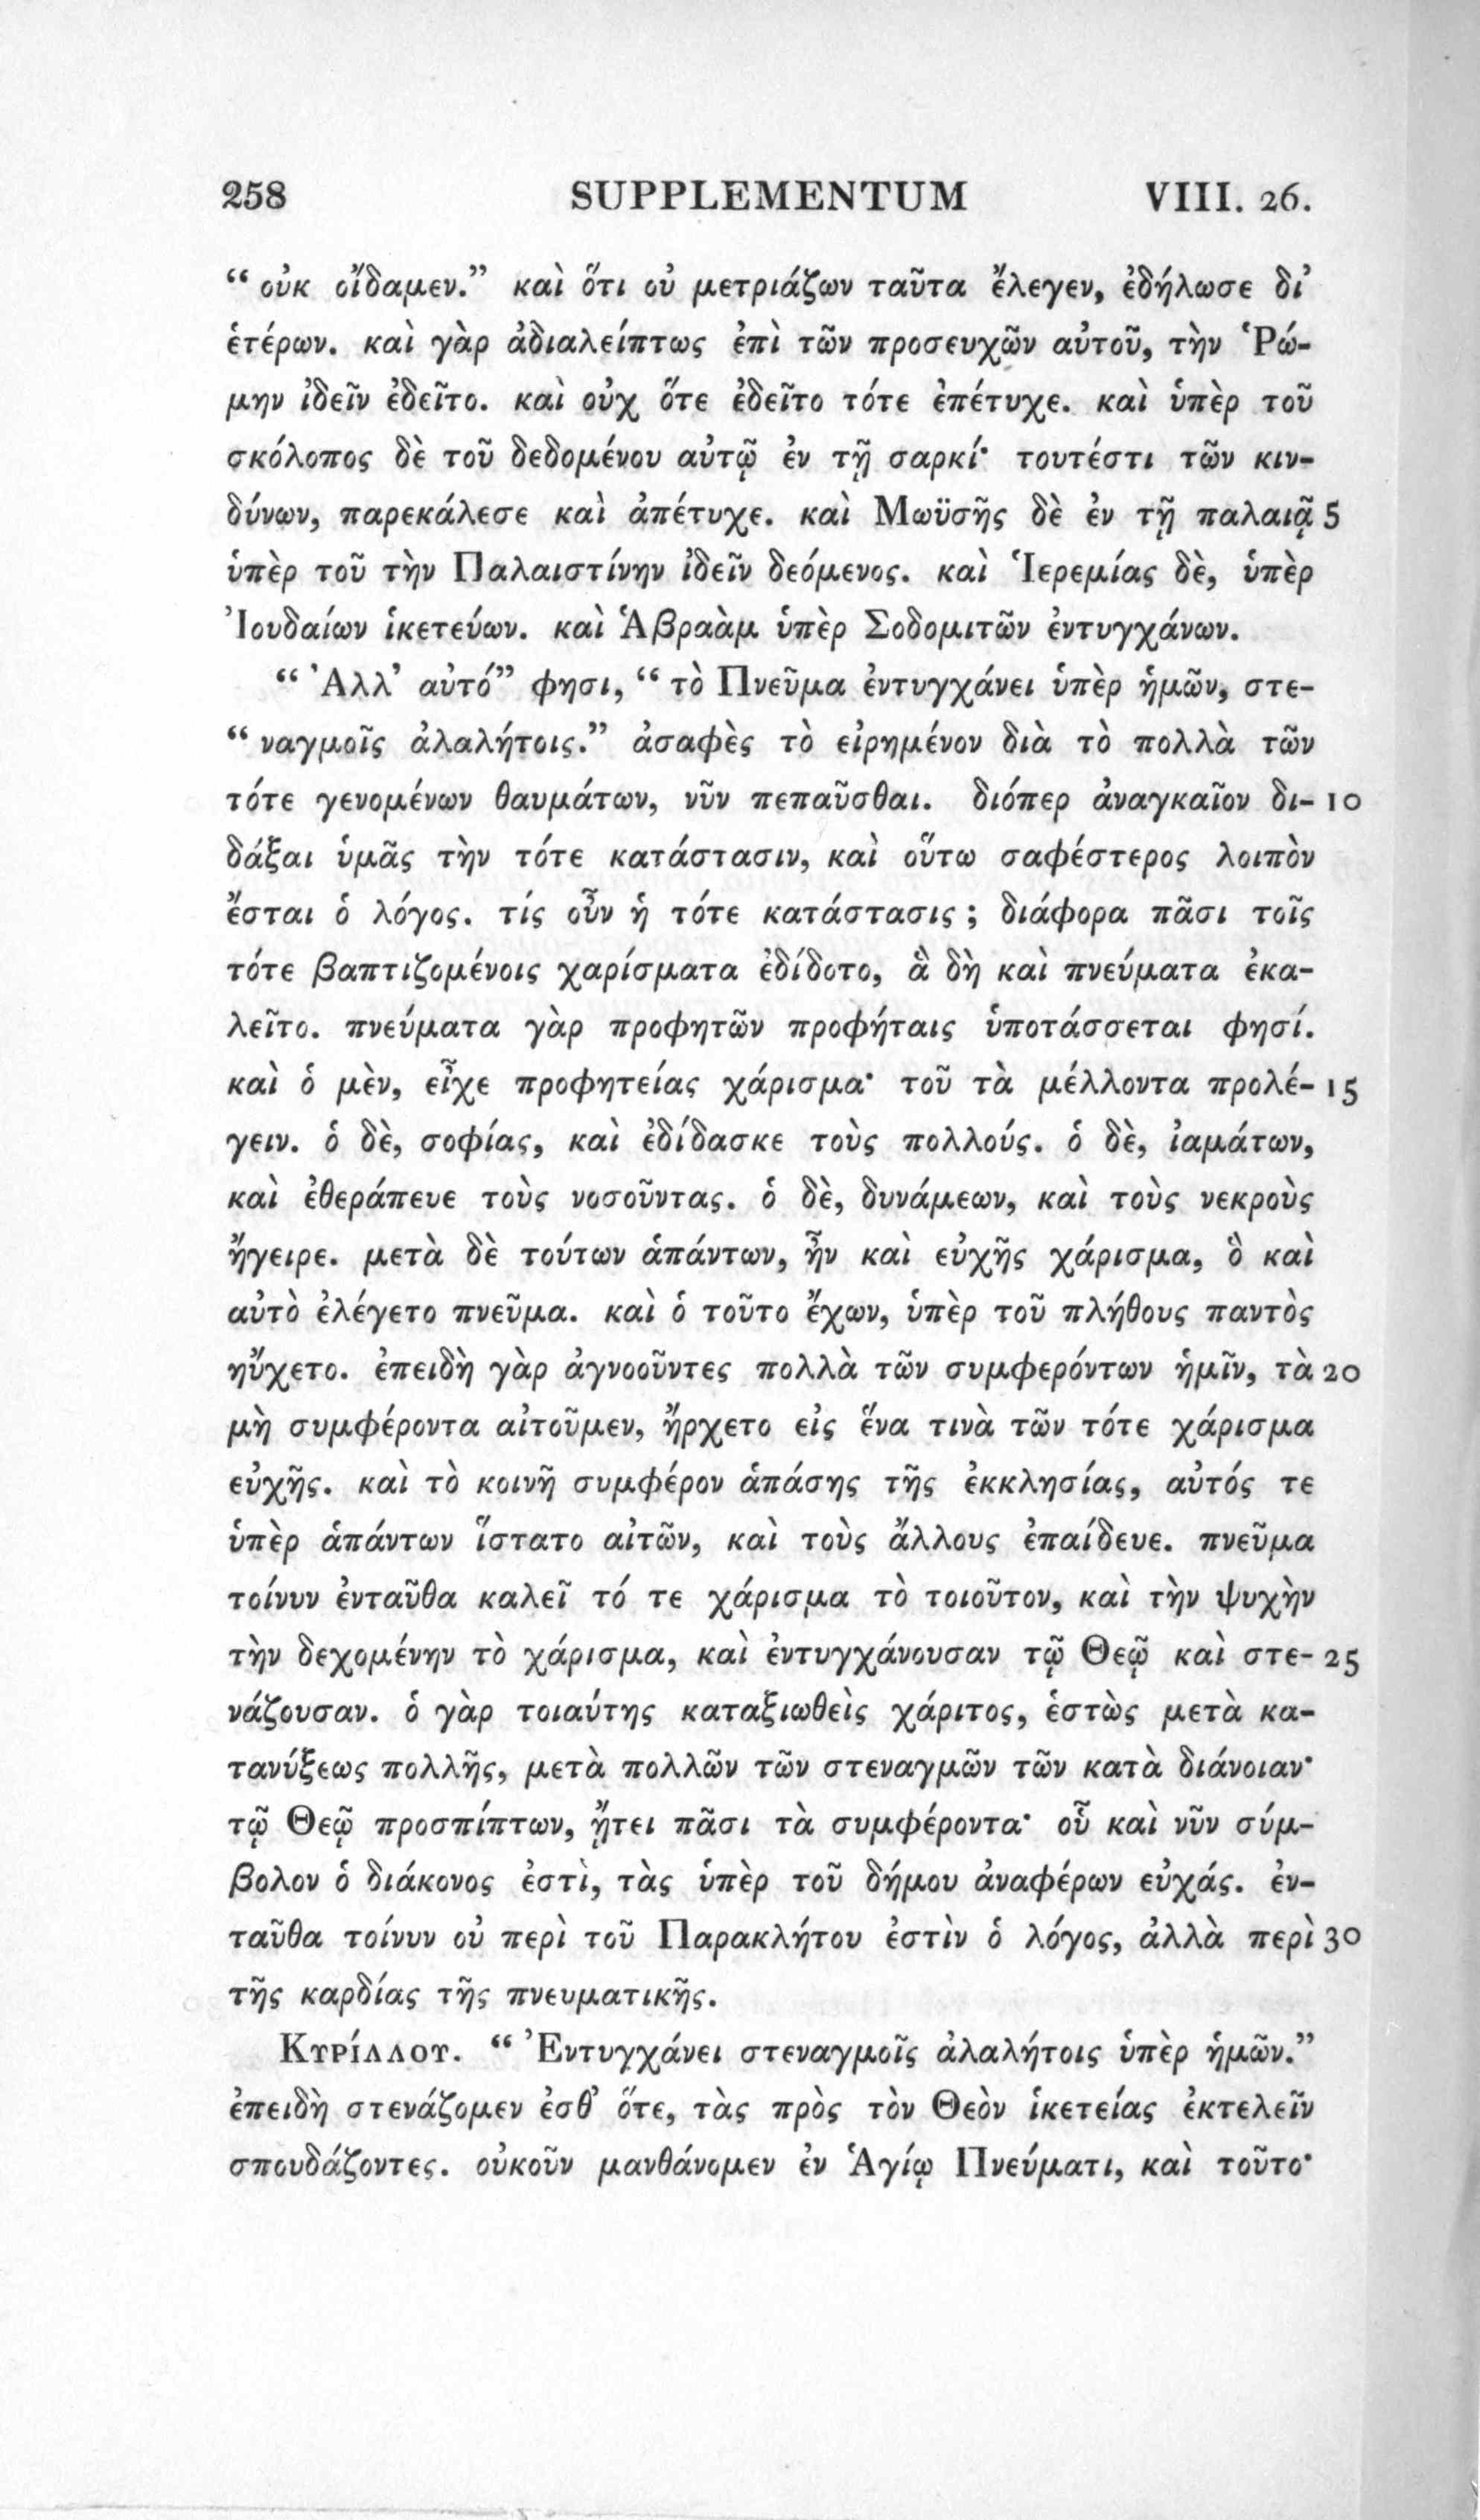 258 SUPPLEMENTUM VIII. 26.
“ οὐκ οἴδαμεν.” καὶ ὅτι οὐ μετριάζων ταῦτα ἔλεγεν, ἐδήλωσε δι’
ἑτέρων. καὶ γὰρ ἀδιαλείπτως ἐπὶ τῶν προσευχῶν αὐτοῦ, τὴν Ῥώ-
μην ἰδεῖν ἐδεῖτο. καὶ οὐχ ὅτε ἐδεῖτο τότε ἐπέτυχε. καὶ ὑπὲρ τοῦ
σκόλοπος δὲ τοῦ δεδομένου αὐτῷ ἐν τῇ σαρκί· τουτέστι τῶν κιν-
δύνων, παρεκάλεσε καὶ ἀπέτυχε. καὶ Μωϋσῆς δὲ ἐν τῇ παλαιᾷ 5
ὑπὲρ τοῦ τὴν Παλαιστίνην ἰδεῖν δεόμενος. καὶ Ἱερεμίας δὲ, ὑπὲρ
Ἰουδαίων ἱκετεύων. καὶ Ἁβραὰμ ὑπὲρ Σοδομιτῶν ἐντυγχάνων.
“ Ἀλλ’ αὐτό” φησι, “ τὸ Πνεῦμα ἐντυγχάνει ὑπὲρ ἡμῶν, στε-
“ ναγμοῖς ἀλαλήτοις.” ἀσαφὲς τὸ εἰρημένον διὰ τὸ πολλὰ τῶν
τότε γενομένων θαυμάτων, νῦν πεπαῦσθαι. διόπερ ἀναγκαῖον δι- 10
δάξαι ὑμᾶς τὴν τότε κατάστασιν, καὶ οὕτω σαφέστερος λοιπὸν
ἔσται ὁ λόγος. τίς οὖν ἡ τότε κατάστασις ; διάφορα πᾶσι τοῖς
τότε βαπτιζομένοις χαρίσματα ἐδίδοτο, ἃ δὴ καὶ πνεύματα ἐκα-
λεῖτο. πνεύματα γὰρ προφητῶν προφήταις ὑποτάσσεται φησί.
καὶ ὁ μὲν, εἶχε προφητείας χάρισμα· τοῦ τὰ μέλλοντα προλέ- 15
γειν. ὁ δὲ, σοφίας, καὶ ἐδίδασκε τοὺς πολλούς. ὁ δὲ, ἰαμάτων,
καὶ ἐθεράπευε τοὺς νοσοῦντας. ὁ δὲ, δυνάμεων, καὶ τοὺς νεκροὺς
ἤγειρε. μετὰ δὲ τούτων ἁπάντων, ἦν καὶ εὐχῆς χάρισμα, ὃ καὶ
αὐτὸ ἐλέγετο πνεῦμα. καὶ ὁ τοῦτο ἔχων, ὑπὲρ τοῦ πλήθους παντὸς
ηὔχετο. ἐπειδὴ γὰρ ἀγνοοῦντες πολλὰ τῶν συμφερόντων ἡμῖν, τὰ 20
μὴ συμφέροντα αἰτοῦμεν, ἤρχετο εἰς ἕνα τινὰ τῶν τότε χάρισμα
εὐχῆς. καὶ τὸ κοινῆ συμφέρον ἁπάσης τῆς ἐκκλησίας, αὐτός τε
ὑπὲρ ἁπάντων ἵστατο αἰτῶν, καὶ τοὺς ἄλλους ἐπαίδευε. πνεῦμα
τοίνυν ἐνταῦθα καλεῖ τό τε χάρισμα τὸ τοιοῦτον, καὶ τὴν ψυχὴν
τὴν δεχομένην τὸ χάρισμα, καὶ ἐντυγχάνουσαν τῷ Θεῷ καὶ στε- 25
νάζουσαν. ὁ γὰρ τοιαύτης καταξιωθεὶς χάριτος, ἑστὼς μετὰ κα-
τανύξεως πολλῆς, μετὰ πολλῶν τῶν στεναγμῶν τῶν κατὰ διάνοιαν·
τῷ Θεῷ προσπίπτων, ᾔτει πᾶσι τὰ συμφέροντα· οὗ καὶ νῦν σύμ-
βολον ὁ διάκονος ἐστὶ, τὰς ὑπὲρ τοῦ δήμου ἀναφέρων εὐχάς. ἐν-
ταῦθα τοίνυν οὐ περὶ τοῦ Παρακλήτου ἐστὶν ὁ λόγος, ἀλλὰ περὶ 30
τῆς καρδίας τῆς πνευματικῆς.
Κυρίλλου. “ Ἐντυγχάνει στεναγμοῖς ἀλαλήτοις ὑπὲρ ἡμῶν.”
ἐπειδὴ στενάζομεν ἐσθ’ ὅτε, τὰς πρὸς τὸν Θεὸν ἱκετείας ἐκτελεῖν
σπουδάζοντες. οὐκοῦν μανθάνομεν ἐν Ἁγίῳ Πνεύματι, καὶ τοῦτο·